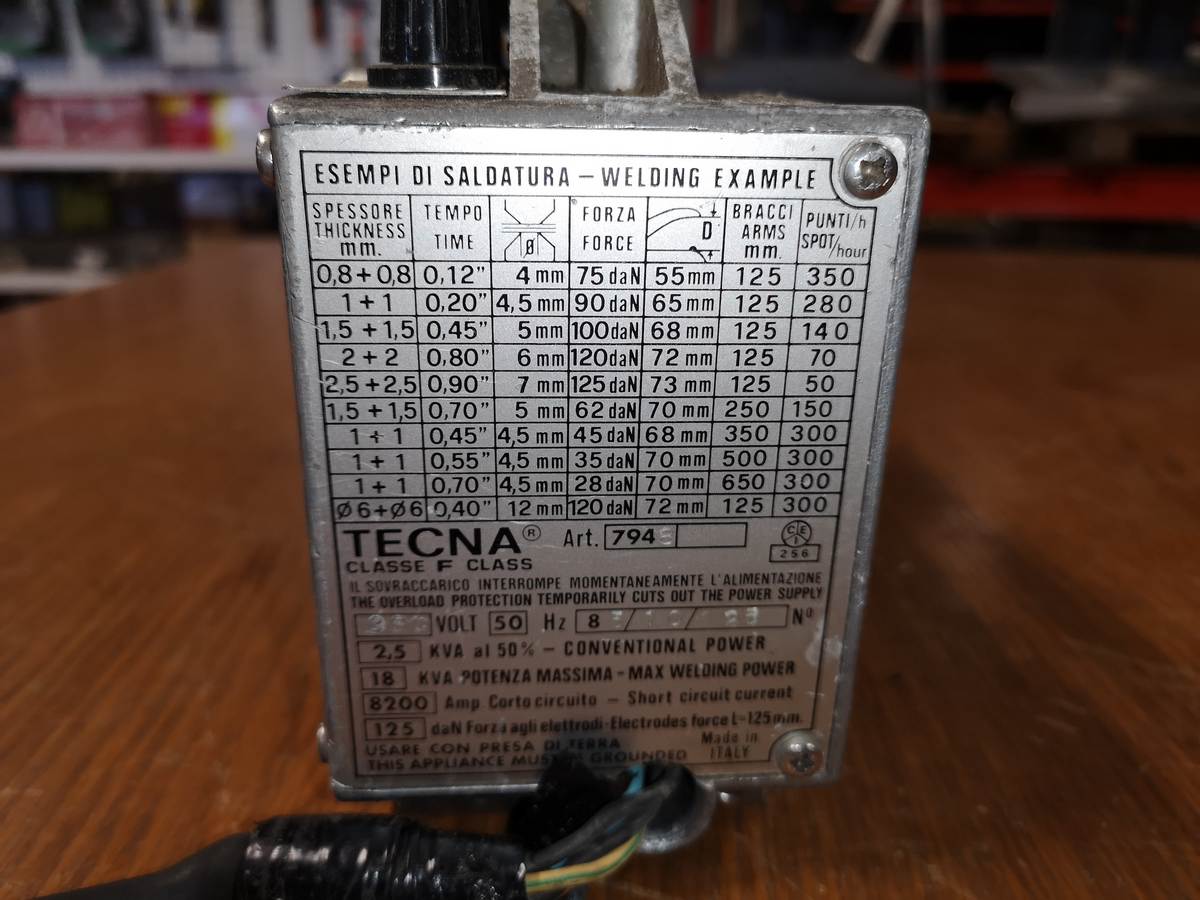 ESEMPI DI SALDATURA – WELDING EXAMPLE
SPESSORE THICKNESS mm. TEMPO TIME Ø FORZA FORCE D BRACCI ARMS mm. PUNTI/h SPOT/hour
0,8 + 0,8 0,12" 4 mm 75 daN 55 mm 125 350
1 + 1 0,20" 4,5 mm 90 daN 65 mm 125 280
1,5 + 1,5 0,45" 5 mm 100 daN 68 mm 125 140
2 + 2 0,80" 6 mm 120 daN 72 mm 125 70
2,5 + 2,5 0,90" 7 mm 125 daN 73 mm 125 50
1,5 + 1,5 0,70" 5 mm 62 daN 70 mm 250 150
1 + 1 0,45" 4,5 mm 45 daN 68 mm 350 300
1 + 1 0,55" 4,5 mm 35 daN 70 mm 500 300
1 + 1 0,70" 4,5 mm 28 daN 70 mm 650 300
Ø6+Ø6 0,40" 12 mm 120 daN 72 mm 125 300
TECNA® Art. 794
CEI
256
CLASSE F CLASS
IL SOVRACCARICO INTERROMPE MOMENTANEAMENTE L'ALIMENTAZIONE
THE OVERLOAD PROTECTION TEMPORARILY CUTS OUT THE POWER SUPPLY
VOLT 50 Hz Nº
2,5 KVA al 50% – CONVENTIONAL POWER
18 KVA POTENZA MASSIMA - MAX WELDING POWER
8200 Amp. Corto circuito – Short circuit current
125 daN Forza agli elettrodi-Electrodes force L=125mm.
USARE CON PRESA DI TERRA
THIS APPLIANCE MUST BE GROUNDED
Made in
ITALY